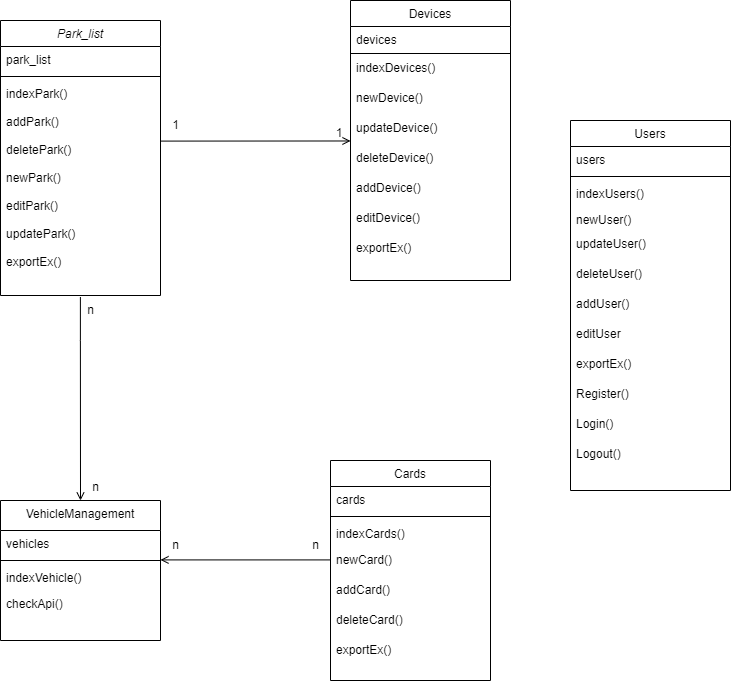 Park_list
park_list
indexPark()
addPark()
deletePark()
newPark()
editPark()
updatePark()
exportEx()
1
1
Devices
devices
indexDevices()
newDevice()
updateDevice()
deleteDevice()
addDevice()
editDevice()
exportEx()
Users
users
indexUsers()
newUser()
updateUser()
deleteUser()
addUser()
editUser
exportEx()
Register()
Login()
Logout()
n
n
VehicleManagement
vehicles
indexVehicle()
checkApi()
n
n
Cards
cards
indexCards()
newCard()
addCard()
deleteCard()
exportEx()